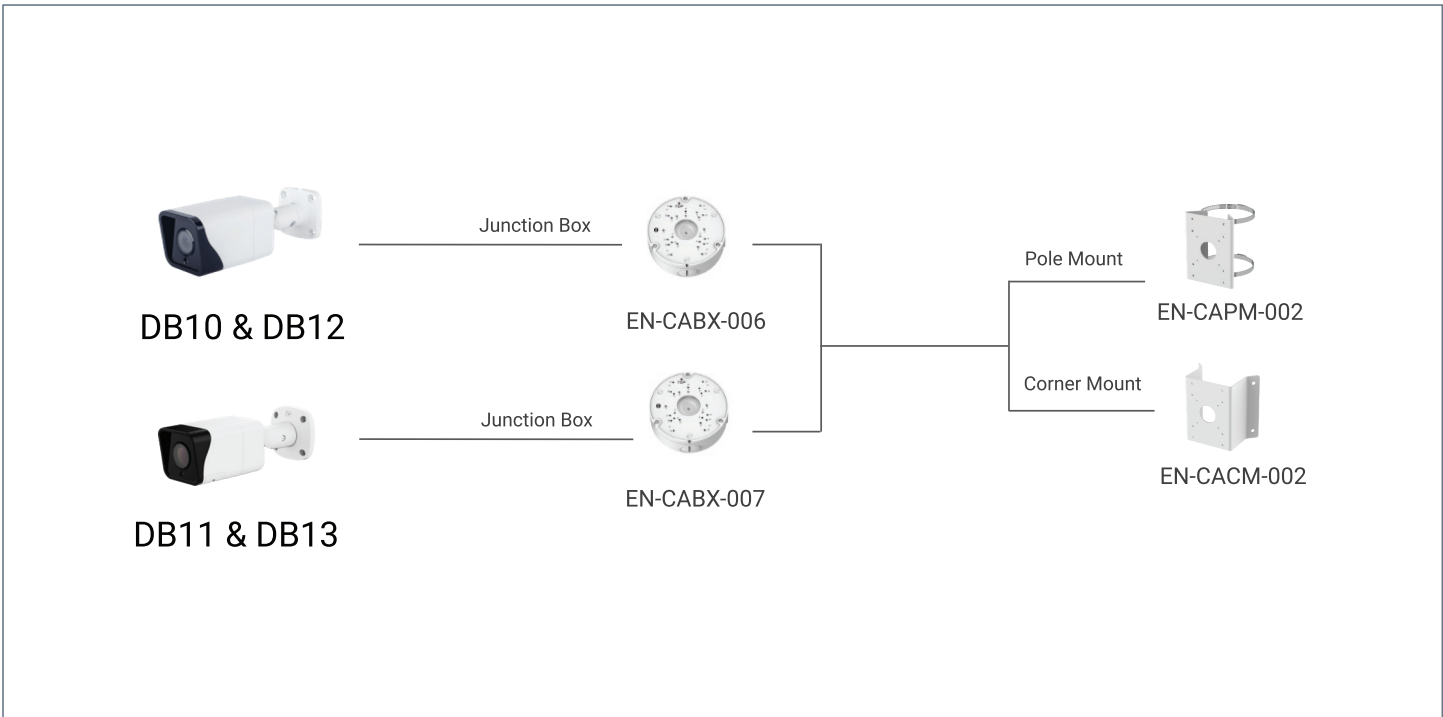 Junction Box
DB10 & DB12
EN-CABX-006
Junction Box
DB11 & DB13
EN-CABX-007
Pole Mount
EN-CAPM-002
Corner Mount
EN-CACM-002